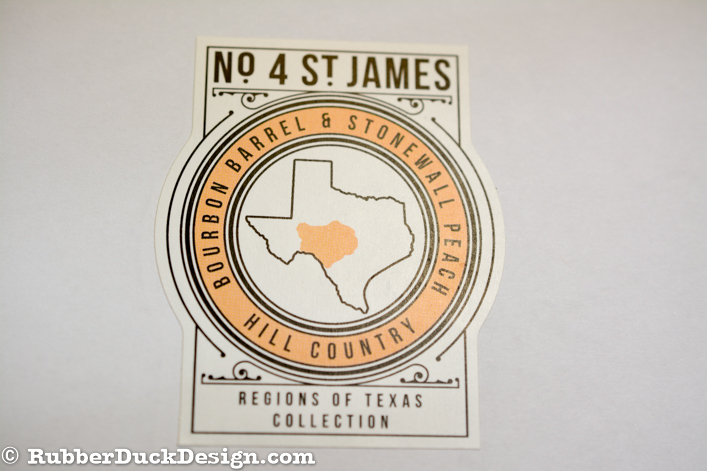 Nº 4 ST JAMES
BOURBON BARREL & STONEWALL PEACH
HILL COUNTRY
REGIONS OF TEXAS
COLLECTION
© RubberDuckDesign.com